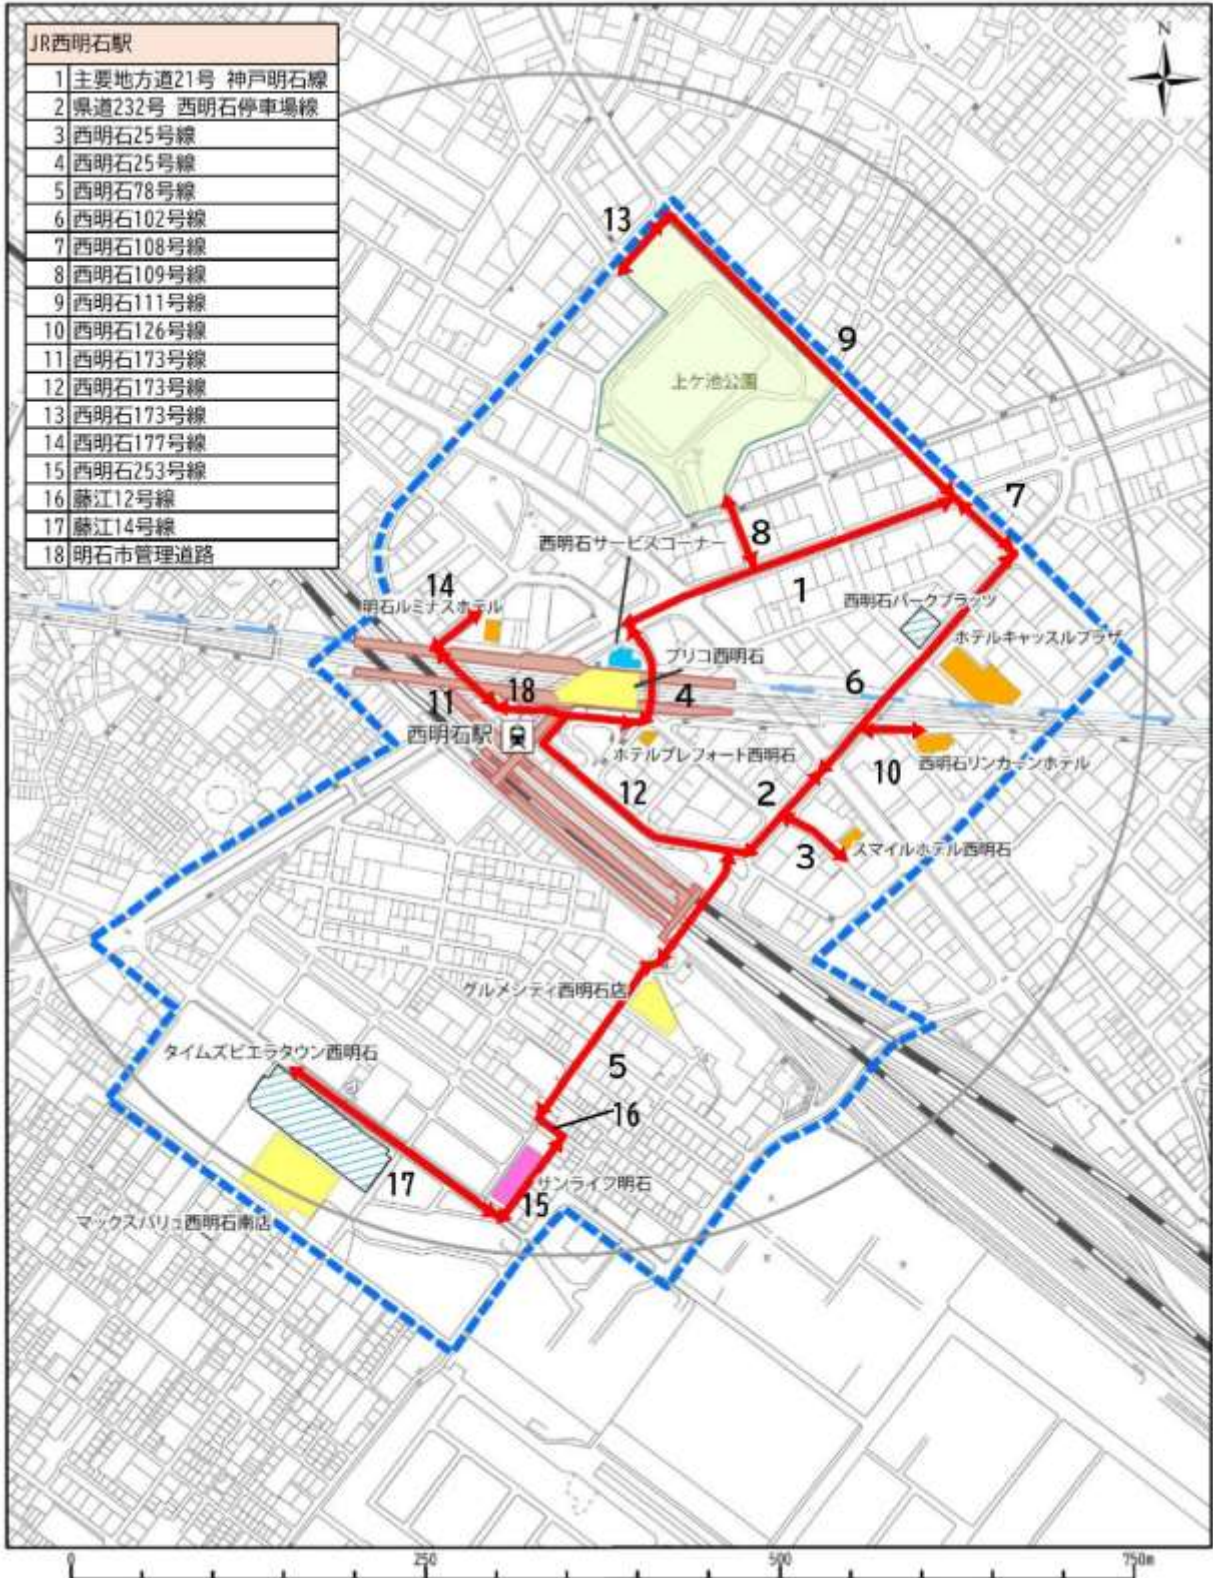 JR西明石駅
1 主要地方道21号 神戸明石線
2 県道232号 西明石停車場線
3 西明石25号線
4 西明石25号線
5 西明石78号線
6 西明石102号線
7 西明石108号線
8 西明石109号線
9 西明石111号線
10 西明石126号線
11 西明石173号線
12 西明石173号線
13 西明石173号線
14 西明石177号線
15 西明石253号線
16 藤江12号線
17 藤江14号線
18 明石市管理道路
N
13
9
上ケ池公園
7
8
西明石サービスコーナー
1
14
明石ルミナスホテル
西明石パークプラッツ
ホテルキャッスルプラザ
プリコ西明石
6
11
18
4
西明石駅
ホテルブレフォート西明石
10
西明石リンカーンホテル
12
2
3
スマイルホテル西明石
グルメシティ西明石店
タイムズビエラタウン西明石
5
16
17
15
サンライフ明石
マックスバリュ西明石南店
0
250
500
750m